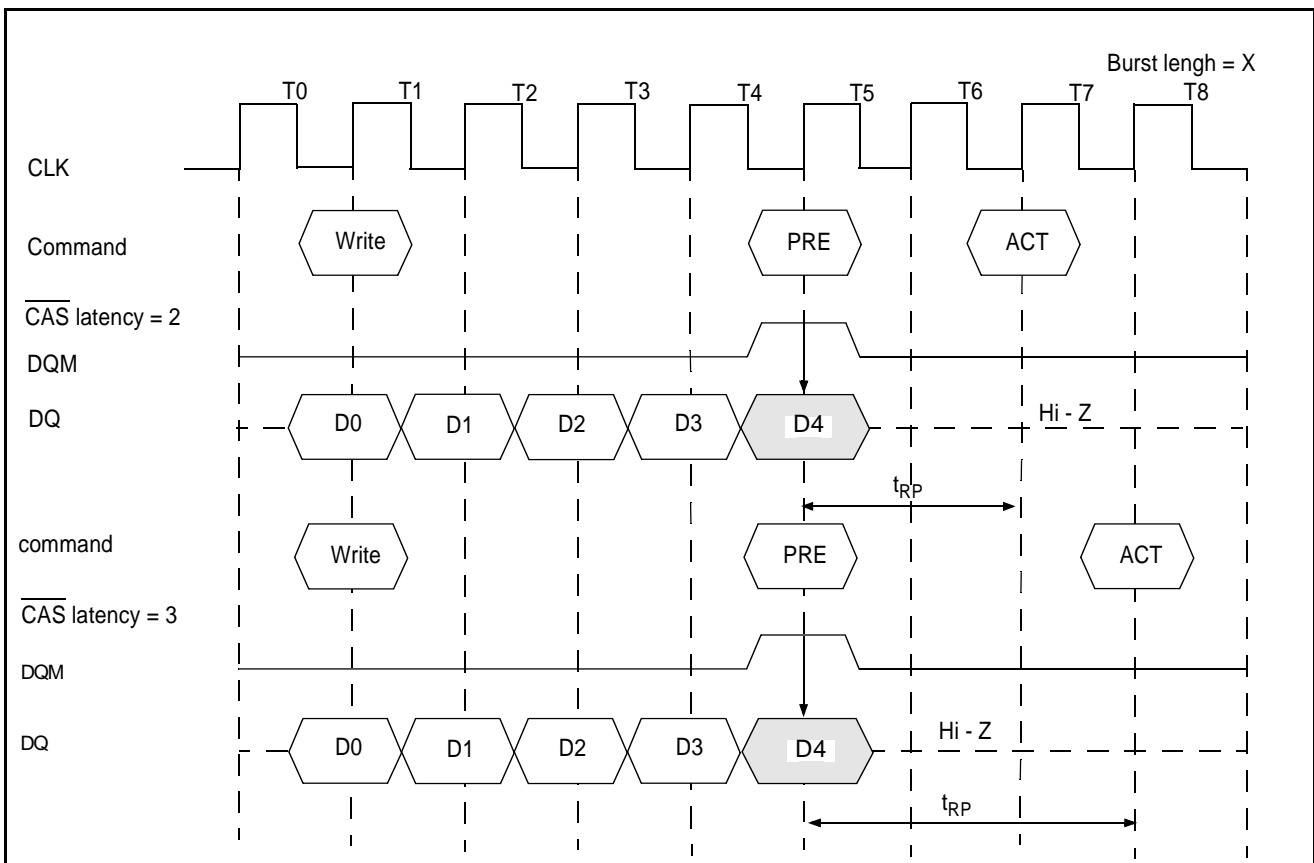 Burst lengh = X
T0 T1 T2 T3 T4 T5 T6 T7 T8
CLK
Command Write PRE ACT
CAS latency = 2
DQM
DQ D0 D1 D2 D3 D4 Hi - Z
tRP
command Write PRE ACT
CAS latency = 3
DQM
DQ D0 D1 D2 D3 D4 Hi - Z
tRP